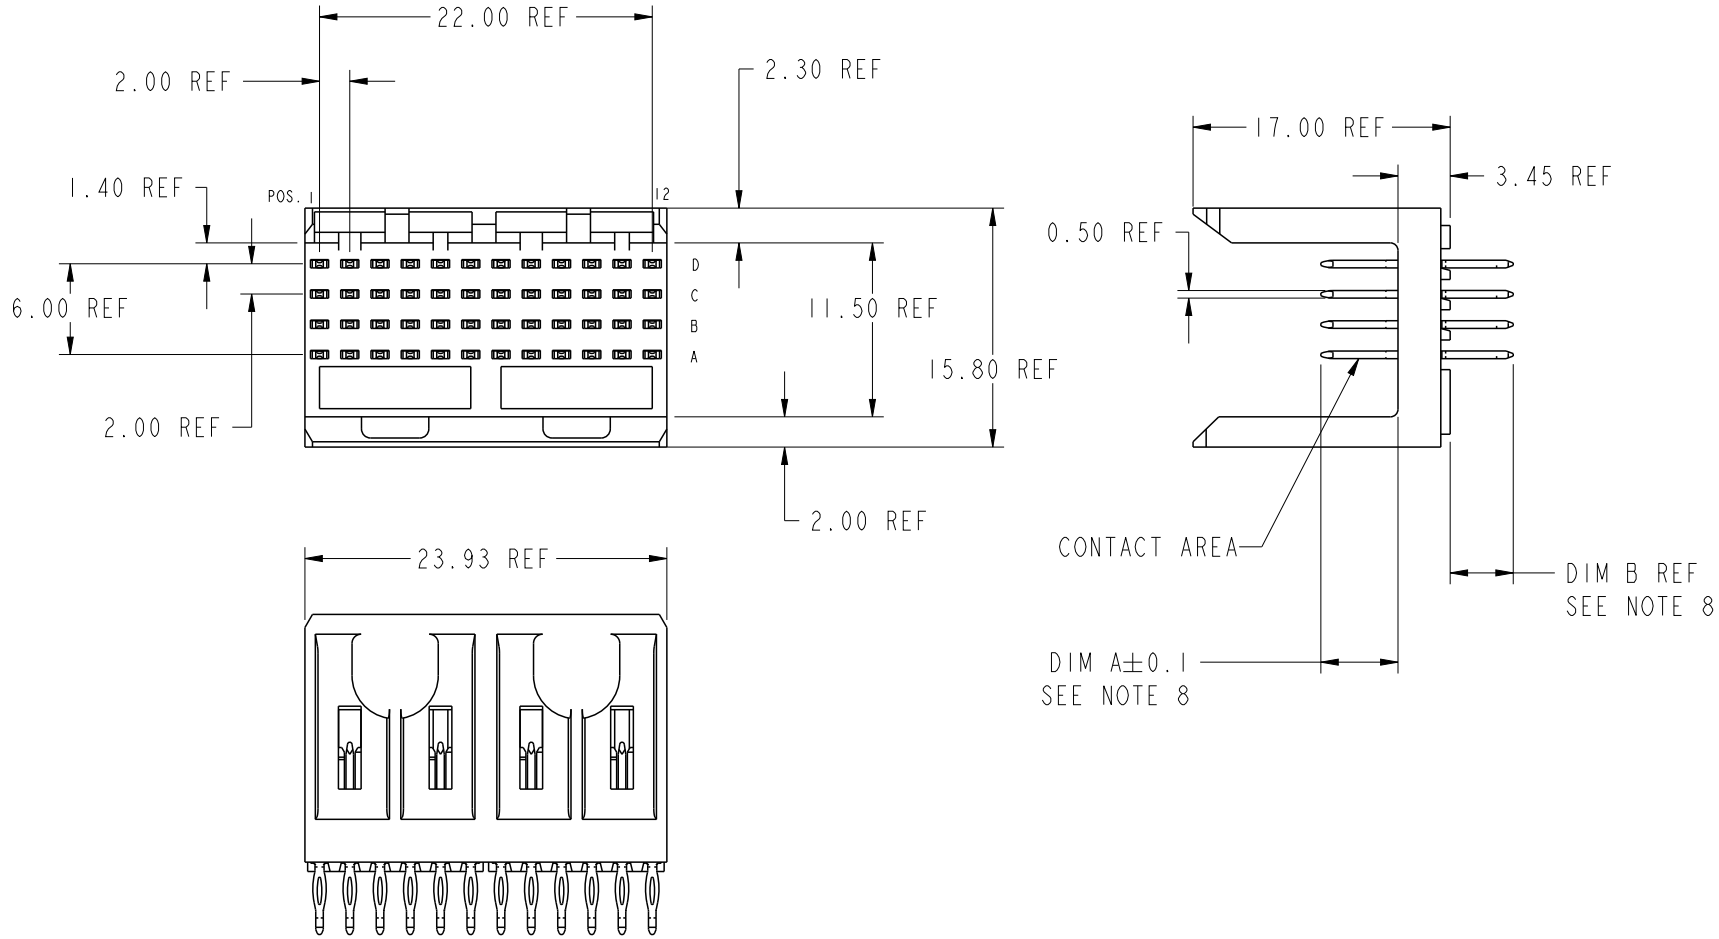 22.00 REF
2.00 REF
2.30 REF
17.00 REF
1.40 REF
3.45 REF
POS. 1
12
0.50 REF
D
C
B
A
6.00 REF
11.50 REF
15.80 REF
2.00 REF
2.00 REF
CONTACT AREA
23.93 REF
DIM B REF
SEE NOTE 8
DIM A±0.1
SEE NOTE 8